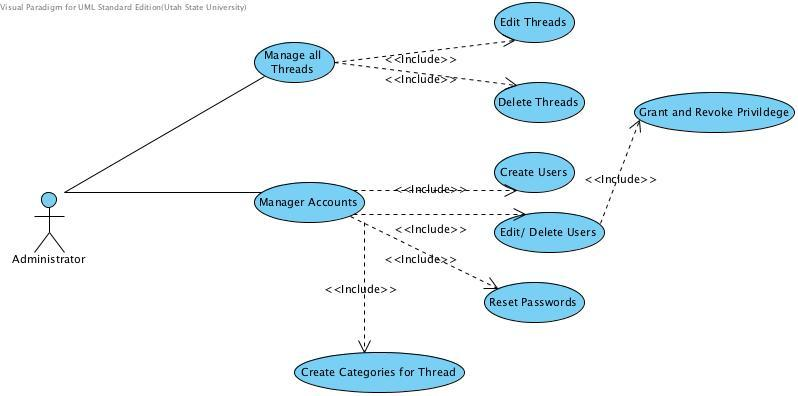 Visual Paradigm for UML Standard Edition(Utah State University)
Edit Threads
Manage all
Threads
<<Include>>
<<Include>>
Delete Threads
Grant and Revoke Privildege
Create Users
<<Include>>
<<Include>>
Manager Accounts
<<Include>>
Edit/ Delete Users
Administrator
<<Include>>
<<Include>>
Reset Passwords
Create Categories for Thread